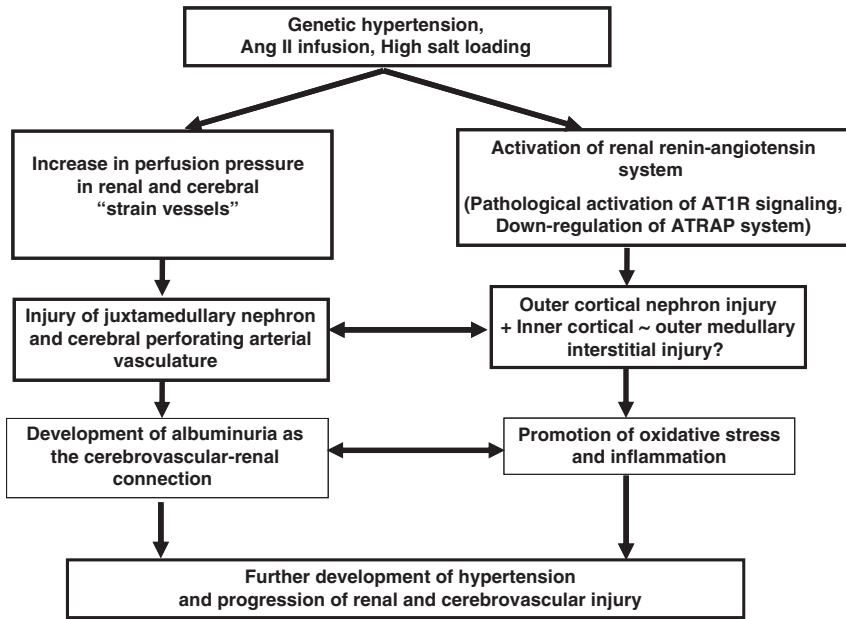 Genetic hypertension,
Ang II infusion, High salt loading
Increase in perfusion pressure
in renal and cerebral
“strain vessels”
Activation of renal renin-angiotensin
system
(Pathological activation of AT1R signaling,
Down-regulation of ATRAP system)
Injury of juxtamedullary nephron
and cerebral perforating arterial
vasculature
Outer cortical nephron injury
+ Inner cortical ~ outer medullary
interstitial injury?
Development of albuminuria as
the cerebrovascular-renal
connection
Promotion of oxidative stress
and inflammation
Further development of hypertension
and progression of renal and cerebrovascular injury